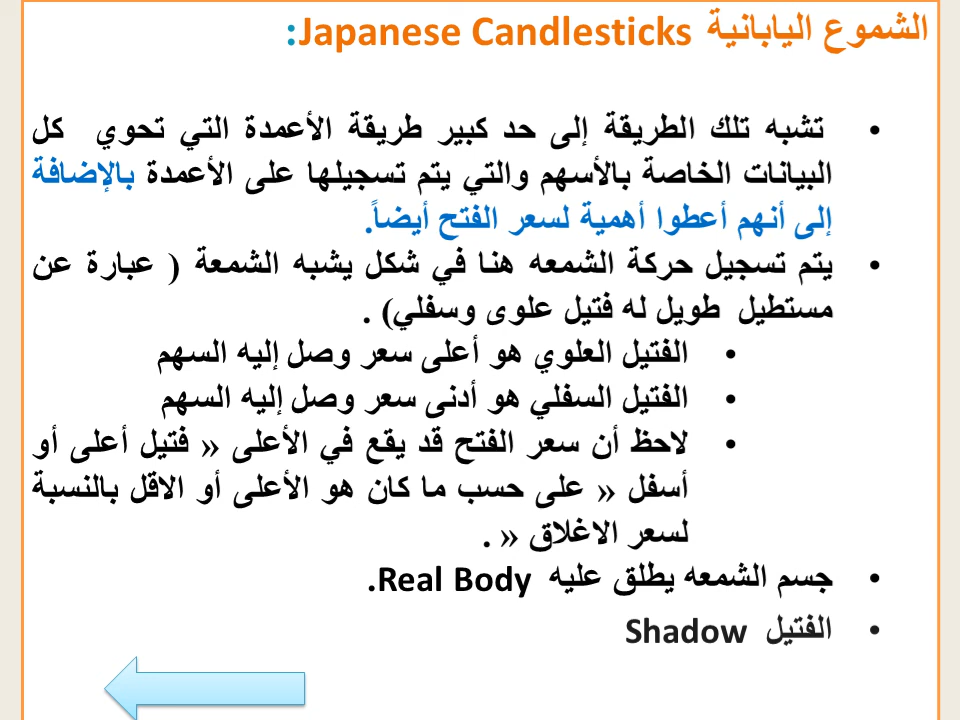 الشموع اليابانية Japanese Candlesticks:
• تشبه تلك الطريقة إلى حد كبير طريقة الأعمدة التي تحوي كل
البيانات الخاصة بالأسهم والتي يتم تسجيلها على الأعمدة بالإضافة
إلى أنهم أعطوا أهمية لسعر الفتح أيضاً.
• يتم تسجيل حركة الشمعه هنا في شكل يشبه الشمعة ( عبارة عن
مستطيل طويل له فتيل علوى وسفلي) .
• الفتيل العلوي هو أعلى سعر وصل إليه السهم
• الفتيل السفلي هو أدنى سعر وصل إليه السهم
• لاحظ أن سعر الفتح قد يقع في الأعلى « فتيل أعلى أو
أسفل « على حسب ما كان هو الأعلى أو الاقل بالنسبة
لسعر الاغلاق « .
• جسم الشمعه يطلق عليه Real Body.
• الفتيل Shadow